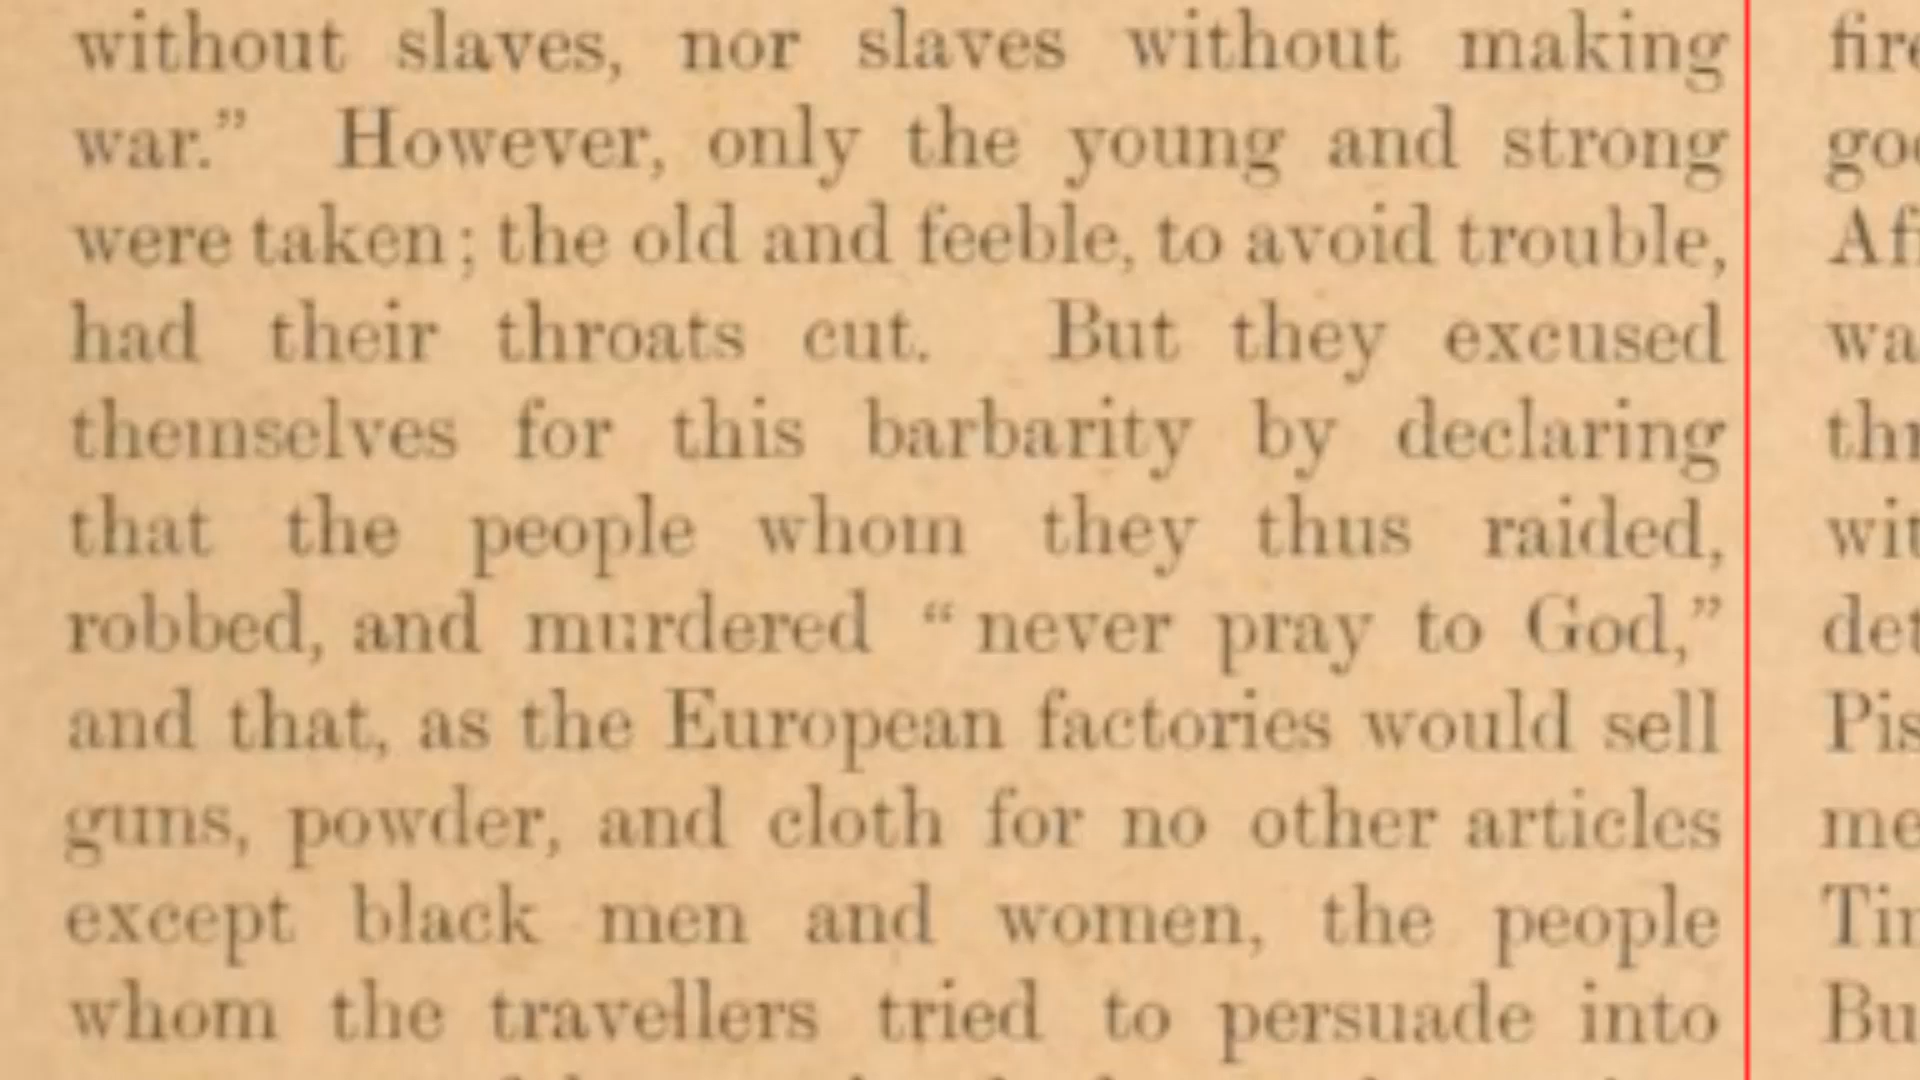 without slaves, nor slaves without making
war.” However, only the young and strong
were taken; the old and feeble, to avoid trouble,
had their throats cut. But they excused
themselves for this barbarity by declaring
that the people whom they thus raided,
robbed, and murdered “ never pray to God,”
and that, as the European factories would sell
guns, powder, and cloth for no other articles
except black men and women, the people
whom the travellers tried to persuade into